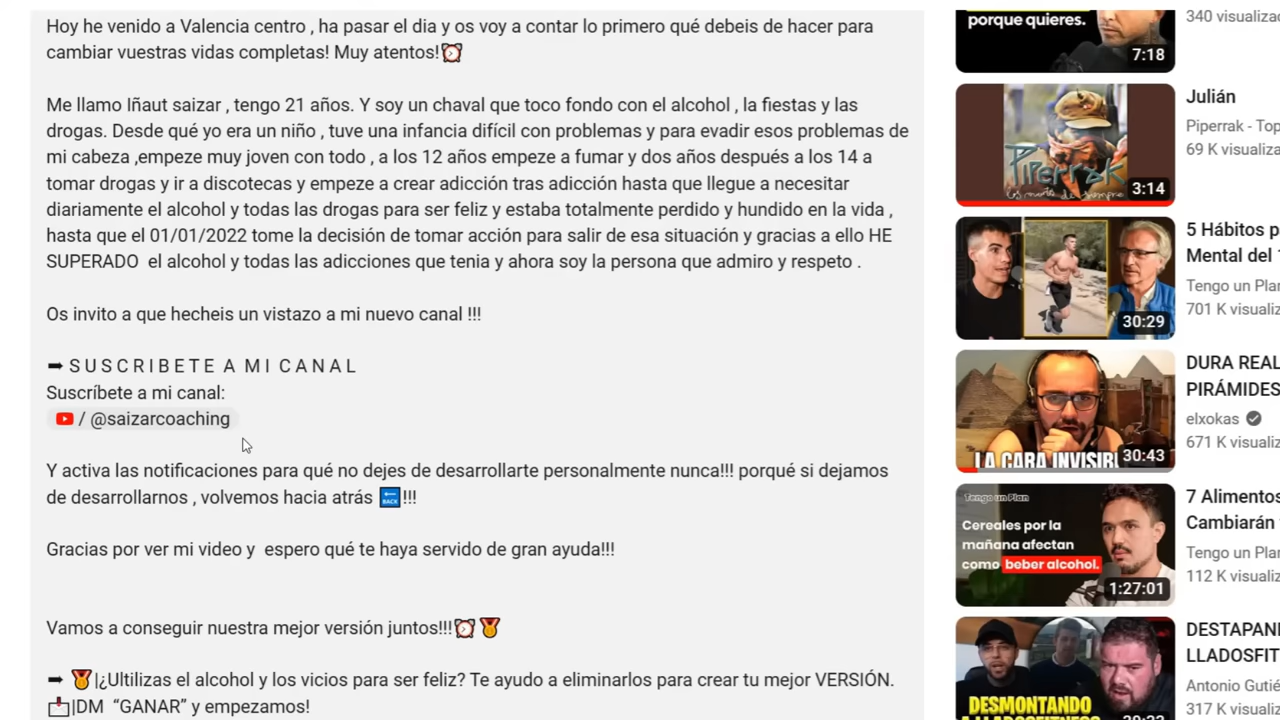 Hoy he venido a Valencia centro , ha pasar el dia y os voy a contar lo primero qué debeis de hacer para
cambiar vuestras vidas completas! Muy atentos!⏰
Me llamo Iñaut saizar , tengo 21 años. Y soy un chaval que toco fondo con el alcohol , la fiestas y las
drogas. Desde qué yo era un niño , tuve una infancia difícil con problemas y para evadir esos problemas de
mi cabeza ,empeze muy joven con todo , a los 12 años empeze a fumar y dos años después a los 14 a
tomar drogas y ir a discotecas y empeze a crear adicción tras adicción hasta que llegue a necesitar
diariamente el alcohol y todas las drogas para ser feliz y estaba totalmente perdido y hundido en la vida ,
hasta que el 01/01/2022 tome la decisión de tomar acción para salir de esa situación y gracias a ello HE
SUPERADO  el alcohol y todas las adicciones que tenia y ahora soy la persona que admiro y respeto .
Os invito a que hecheis un vistazo a mi nuevo canal !!!
➡ S U S C R I B E T E  A  M I  C A N A L
Suscríbete a mi canal:
/ @saizarcoaching
Y activa las notificaciones para qué no dejes de desarrollarte personalmente nunca!!! porqué si dejamos
de desarrollarnos , volvemos hacia atrás 🔙!!!
Gracias por ver mi video y  espero qué te haya servido de gran ayuda!!!
Vamos a conseguir nuestra mejor versión juntos!!!⏰🏅
➡ 🏅|¿Ultilizas el alcohol y los vicios para ser feliz? Te ayudo a eliminarlos para crear tu mejor VERSIÓN.
📩|DM  “GANAR” y empezamos!
porque quieres.
7:18
340
Julián
Piperrak -
69 K
PIPERRAK
Los muertos de siempre
3:14
5 Hábitos
Mental del
Tengo un
701 K
30:29
DURA
PIRÁMIDES
elxokas
671 K
LA CARA
30:43
7 Alimentos
Cambiarán
Tengo un
112 K
Tengo un Plan
Cereales por la
mañana afectan
como beber alcohol.
1:27:01
LLADOSFIT
Antonio
317 K
DESMONTANDO
A LLADOSFITNESS